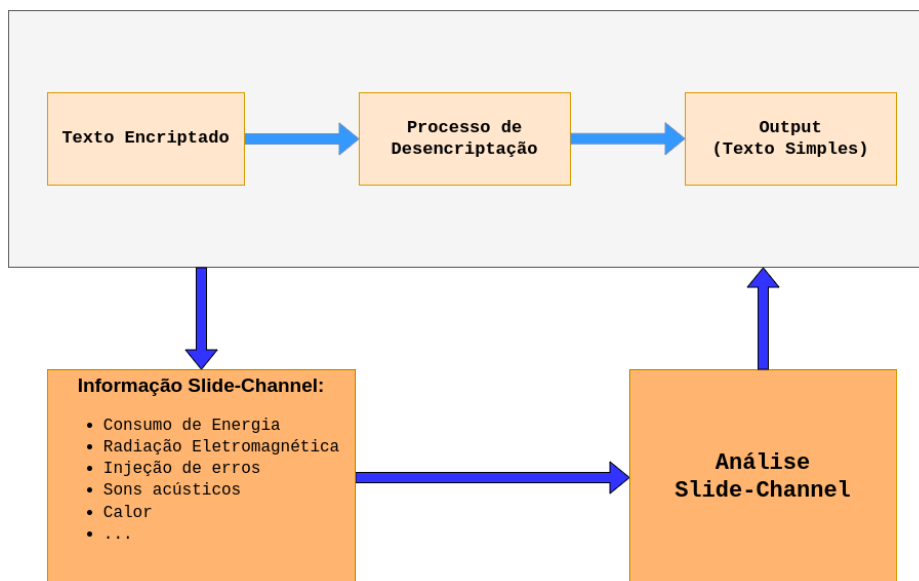 Texto Encriptado
Processo de
Desencriptação
Output
(Texto Simples)
Informação Slide-Channel:
• Consumo de Energia
• Radiação Eletromagnética
• Injeção de erros
• Sons acústicos
• Calor
• ...
Análise
Slide-Channel